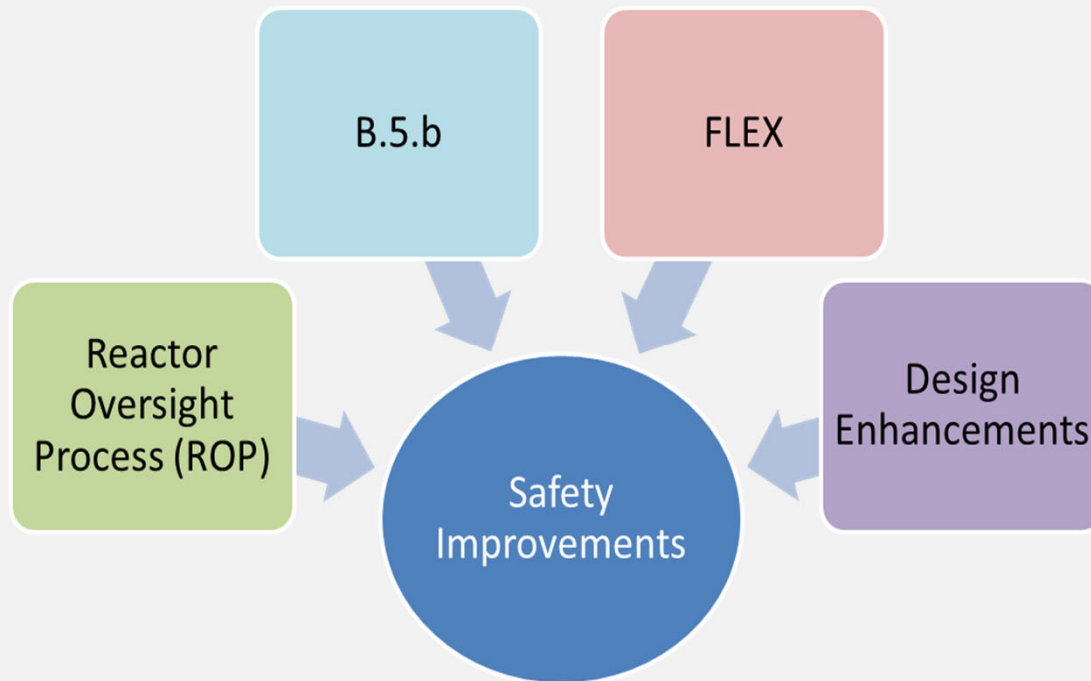 B.5.b
FLEX
Reactor
Oversight
Process (ROP)
Design
Enhancements
Safety
Improvements